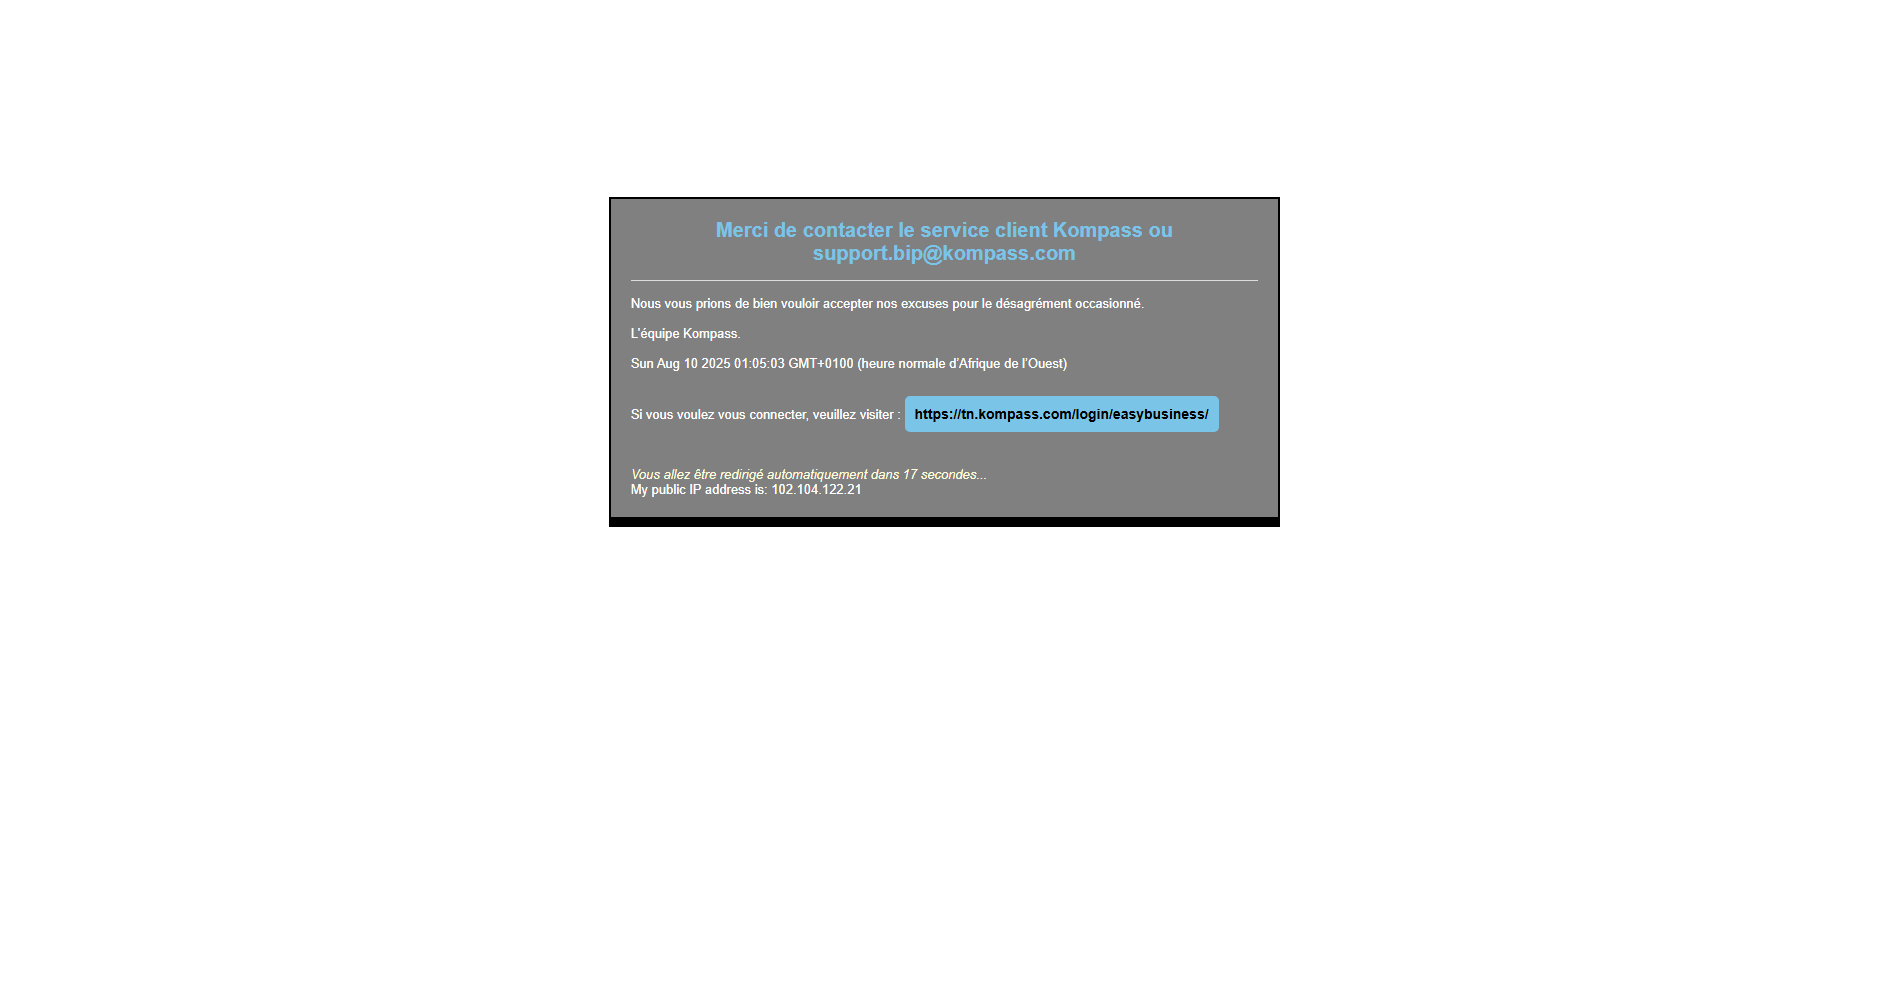 Merci de contacter le service client Kompass ou
support.bip@kompass.com
Nous vous prions de bien vouloir accepter nos excuses pour le désagrément occasionné.
L'équipe Kompass.
Sun Aug 10 2025 01:05:03 GMT+0100 (heure normale d’Afrique de l’Ouest)
Si vous voulez vous connecter, veuillez visiter : https://tn.kompass.com/login/easybusiness/
Vous allez être redirigé automatiquement dans 17 secondes...
My public IP address is: 102.104.122.21